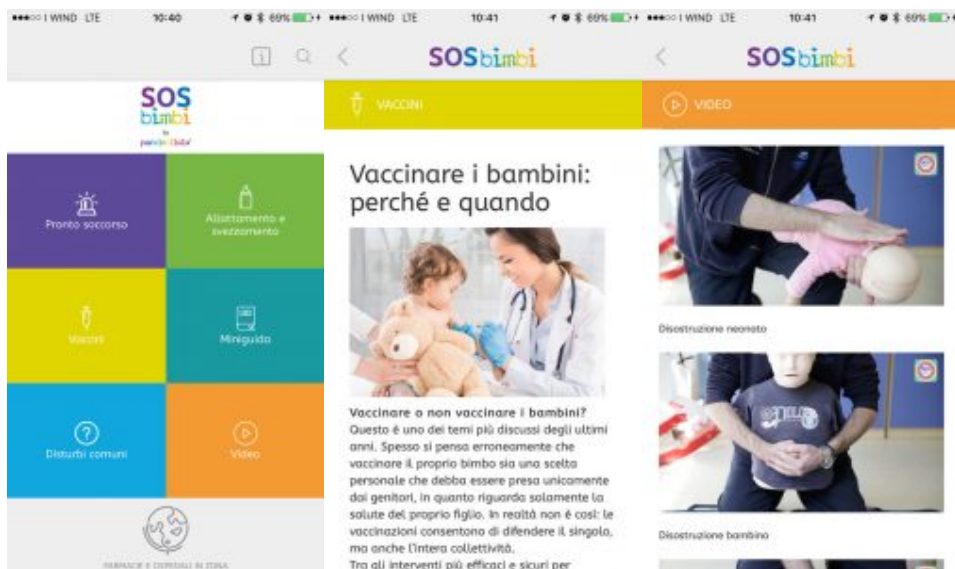 I WIND LTE 10:40 69%
SOS
bimbi
by
Pronto soccorso
Allattamento e
svezzamento
Vaccini
Miniguida
Disturbi comuni
Video
FARMACIE E OSPEDALI IN ZONA
I WIND LTE 10:41 69%
SOSbimbi
VACCINI
Vaccinare i bambini:
perché e quando
Vaccinare o non vaccinare i bambini?
Questo é uno dei temi più discussi degli ultimi
anni. Spesso si pensa erroneamente che
vaccinare il proprio bimbo sia una scelta
personale che debba essere presa unicamente
dai genitori, in quanto riguarda solamente la
salute del proprio figlio. In realtà non é così: le
vaccinazioni consentono di difendere il singolo,
ma anche l'intera collettività.
Tra gli interventi più efficaci e sicuri per
I WIND LTE 10:41 69%
SOSbimbi
VIDEO
Disostruzione neonato
Disostruzione bambino